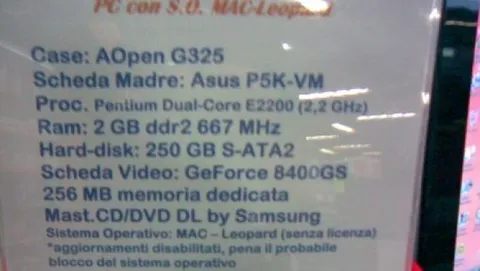 PC con S.O. MAC-Leopard
Case: AOpen G325
Scheda Madre: Asus P5K-VM
Proc. Pentium Dual-Core E2200 (2,2 GHz)
Ram: 2 GB ddr2 667 MHz
Hard-disk: 250 GB S-ATA2
Scheda Video: GeForce 8400GS
256 MB memoria dedicata
Mast.CD/DVD DL by Samsung
Sistema Operativo: MAC – Leopard (senza licenza)
*aggiornamenti disabilitati, pena il probabile
blocco del sistema operativo